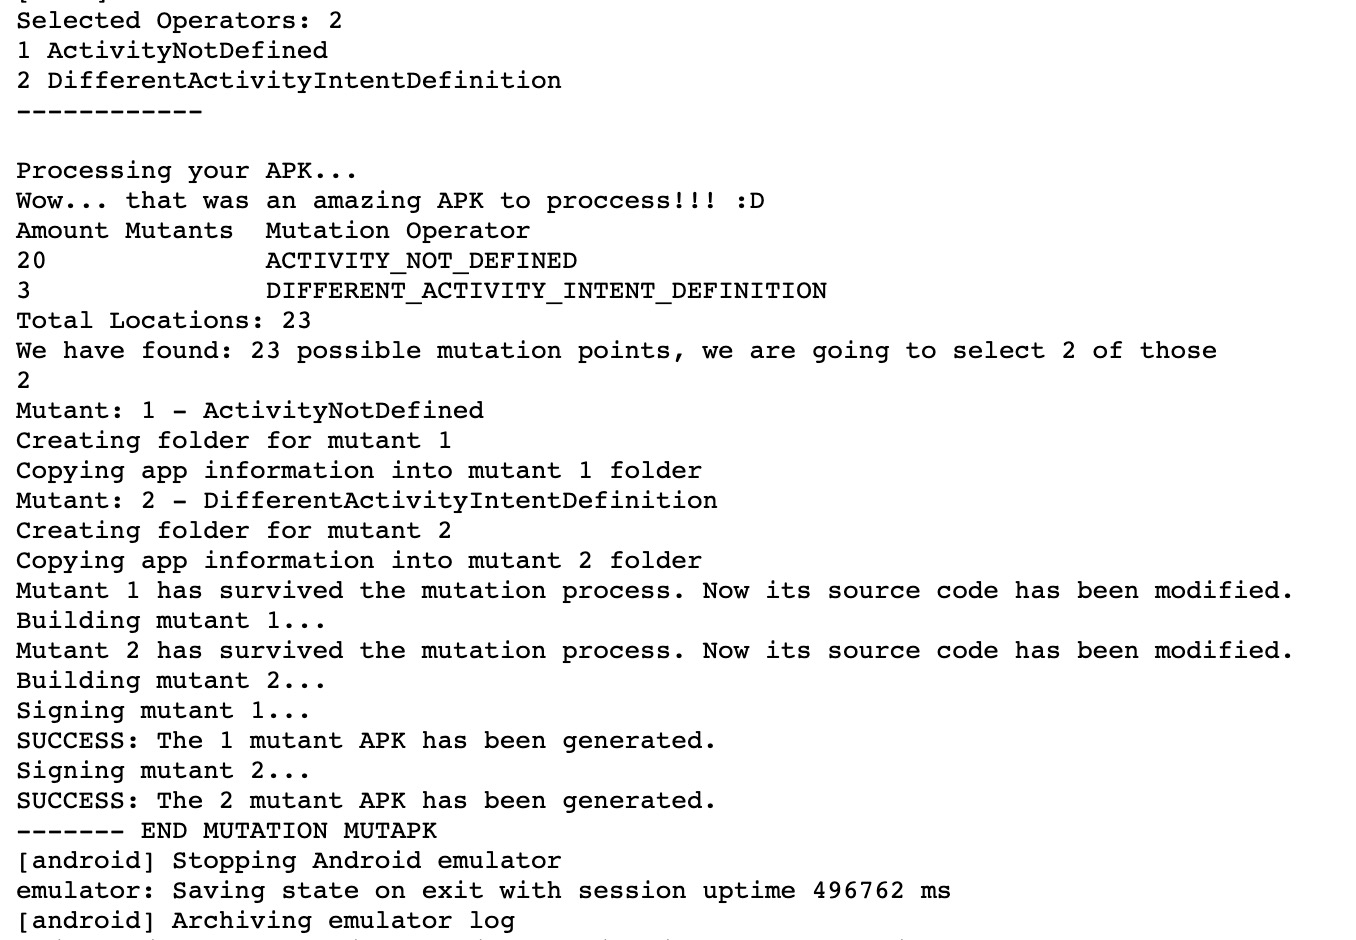 Selected Operators: 2
1 ActivityNotDefined
2 DifferentActivityIntentDefinition
------------
Processing your APK...
Wow... that was an amazing APK to proccess!!! :D
Amount Mutants  Mutation Operator
20              ACTIVITY_NOT_DEFINED
3               DIFFERENT_ACTIVITY_INTENT_DEFINITION
Total Locations: 23
We have found: 23 possible mutation points, we are going to select 2 of those
2
Mutant: 1 - ActivityNotDefined
Creating folder for mutant 1
Copying app information into mutant 1 folder
Mutant: 2 - DifferentActivityIntentDefinition
Creating folder for mutant 2
Copying app information into mutant 2 folder
Mutant 1 has survived the mutation process. Now its source code has been modified.
Building mutant 1...
Mutant 2 has survived the mutation process. Now its source code has been modified.
Building mutant 2...
Signing mutant 1...
SUCCESS: The 1 mutant APK has been generated.
Signing mutant 2...
SUCCESS: The 2 mutant APK has been generated.
------- END MUTATION MUTAPK
[android] Stopping Android emulator
emulator: Saving state on exit with session uptime 496762 ms
[android] Archiving emulator log